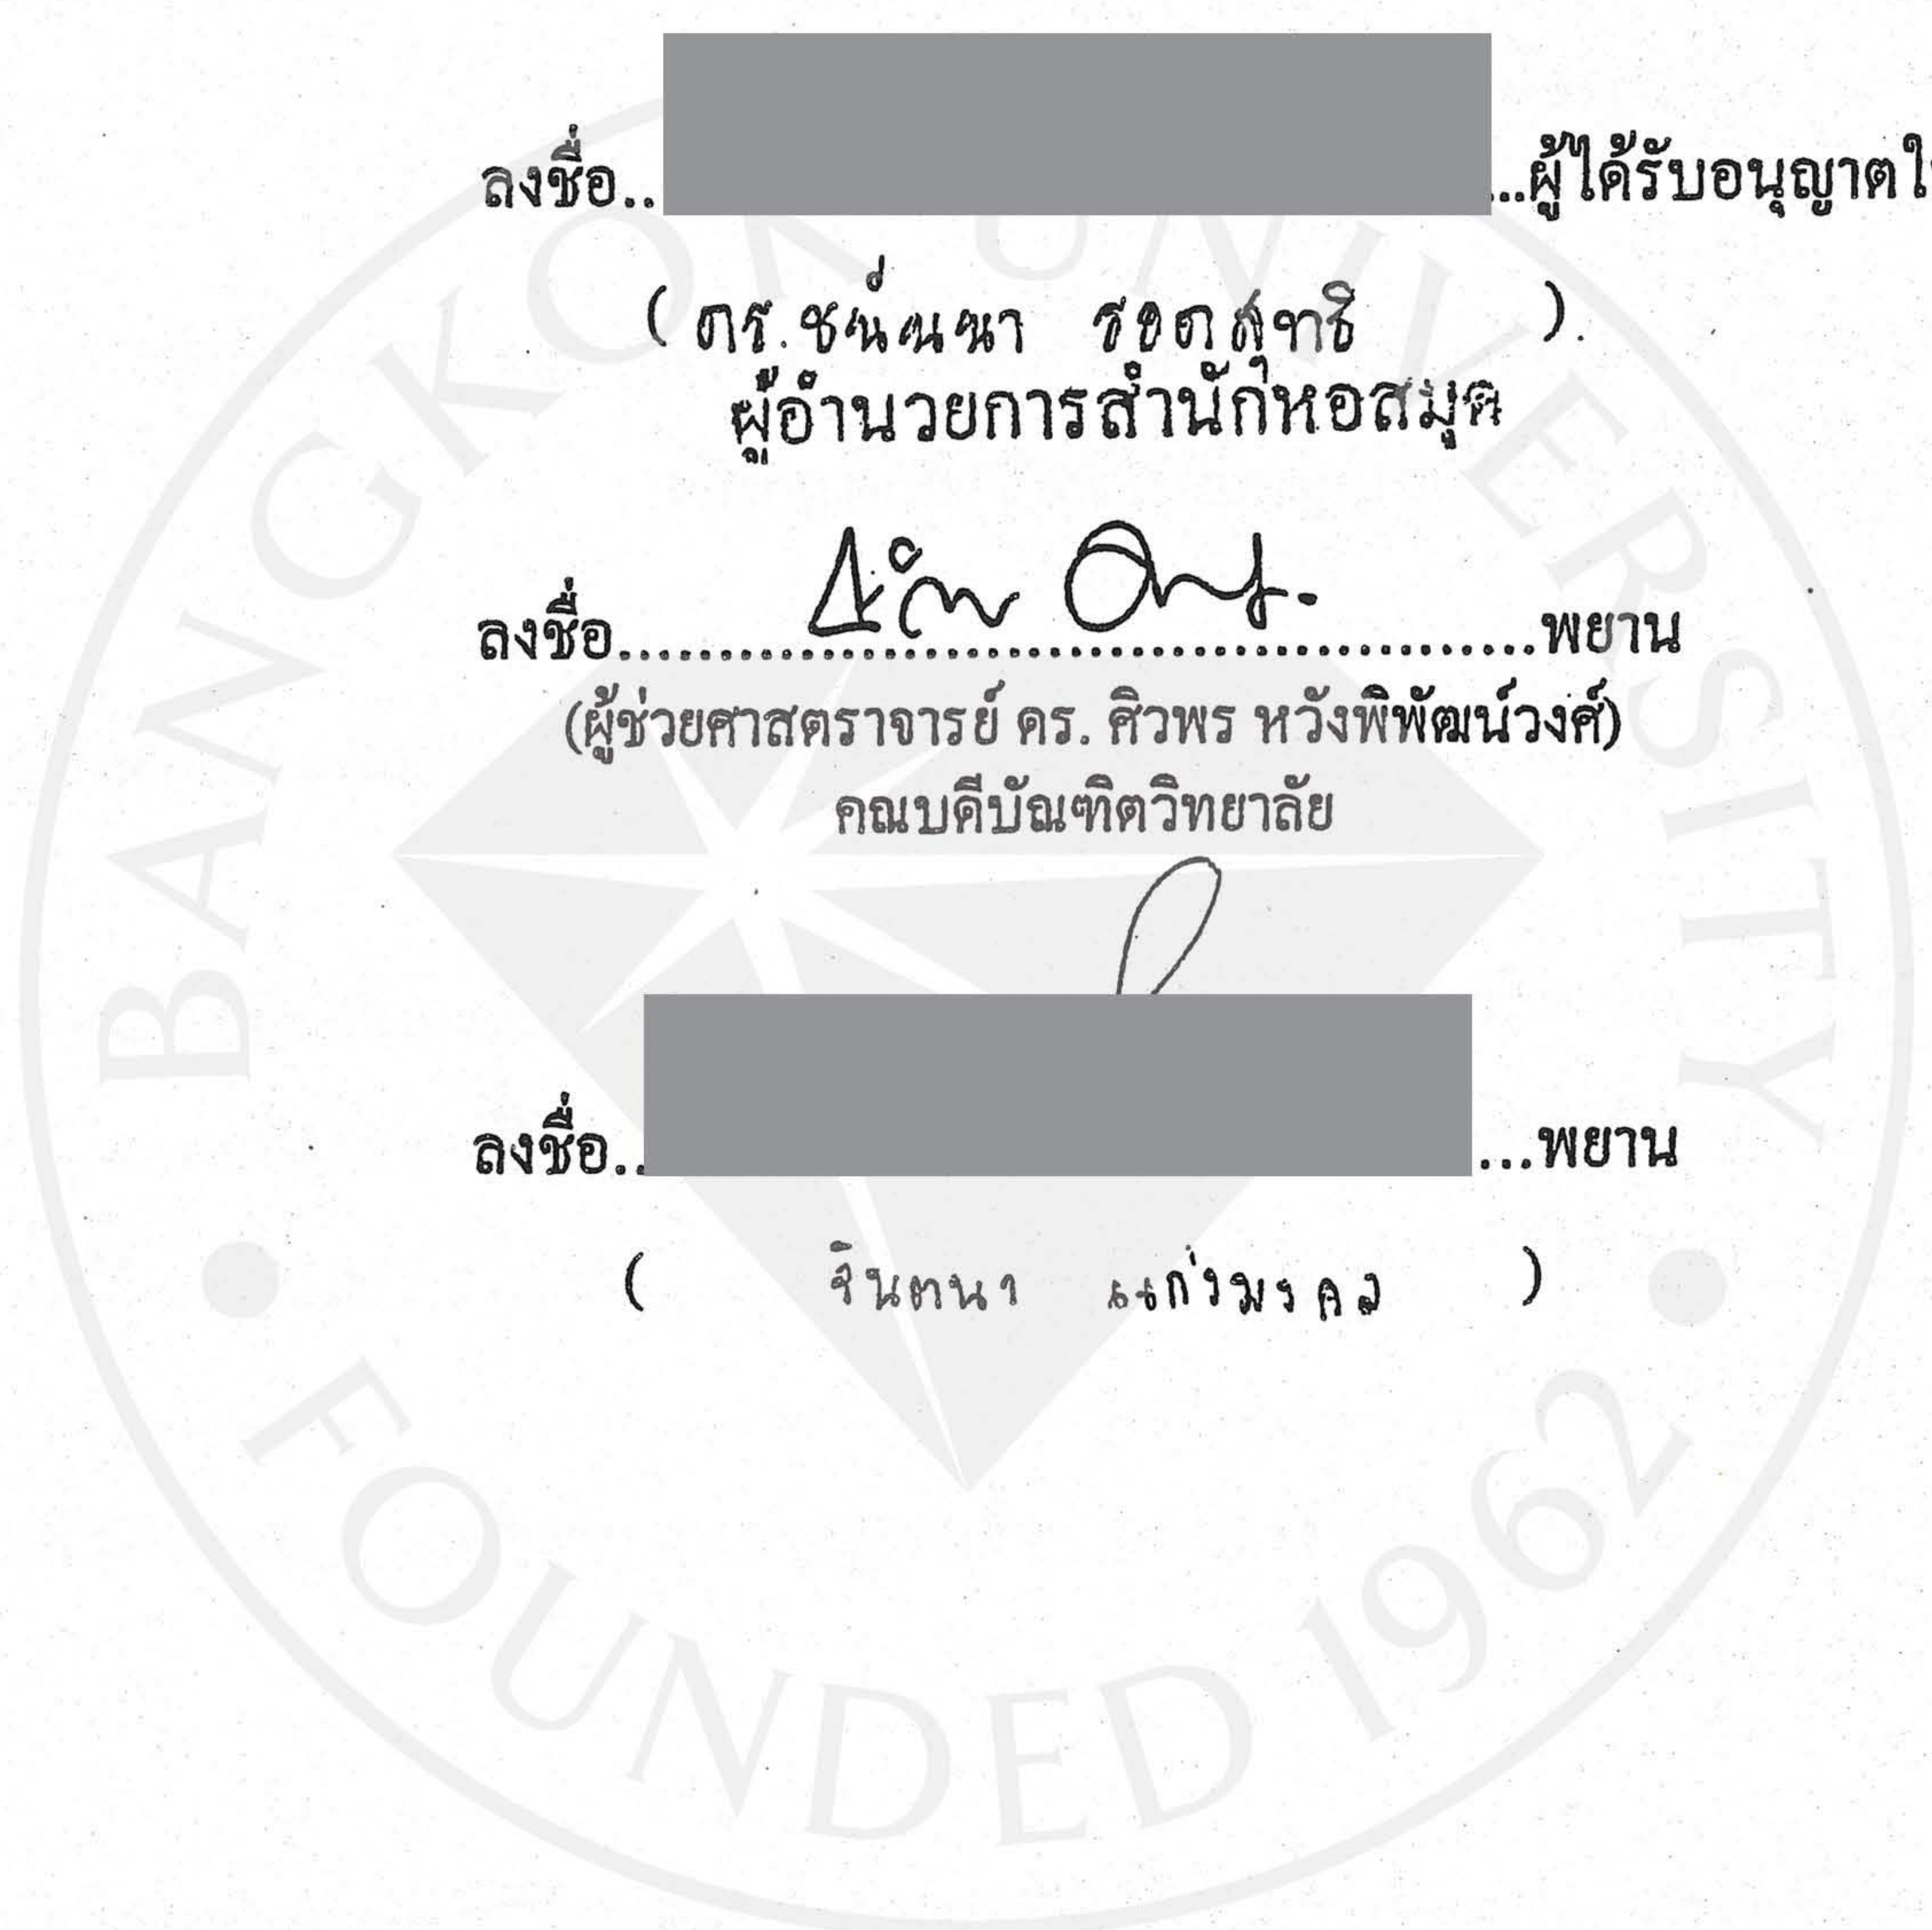 ลงชื่อ.. ...ผู้ได้รับอนุญาตใ
(ดร.ชนัณนา รอดสุทธิ ).
ผู้อำนวยการสำนักหอสมุด
ลงชื่อ..............................................พยาน
(ผู้ช่วยศาสตราจารย์ ดร. ศิวพร หวังพิพัฒน์วงศ์)
คณบดีบัณฑิตวิทยาลัย
ลงชื่อ.. ...พยาน
( จินตนา แก่งมงคล )
BANGKOK UNIVERSITY
FOUNDED 1962